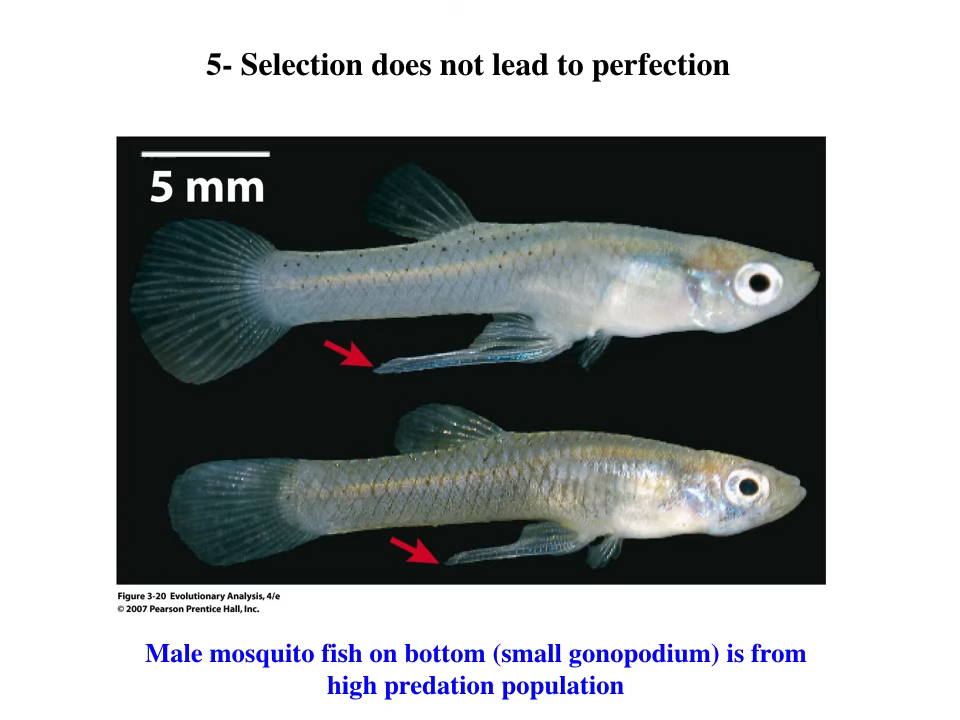 5- Selection does not lead to perfection
5 mm
Figure 3-20 Evolutionary Analysis, 4/e
© 2007 Pearson Prentice Hall, Inc.
Male mosquito fish on bottom (small gonopodium) is from
high predation population